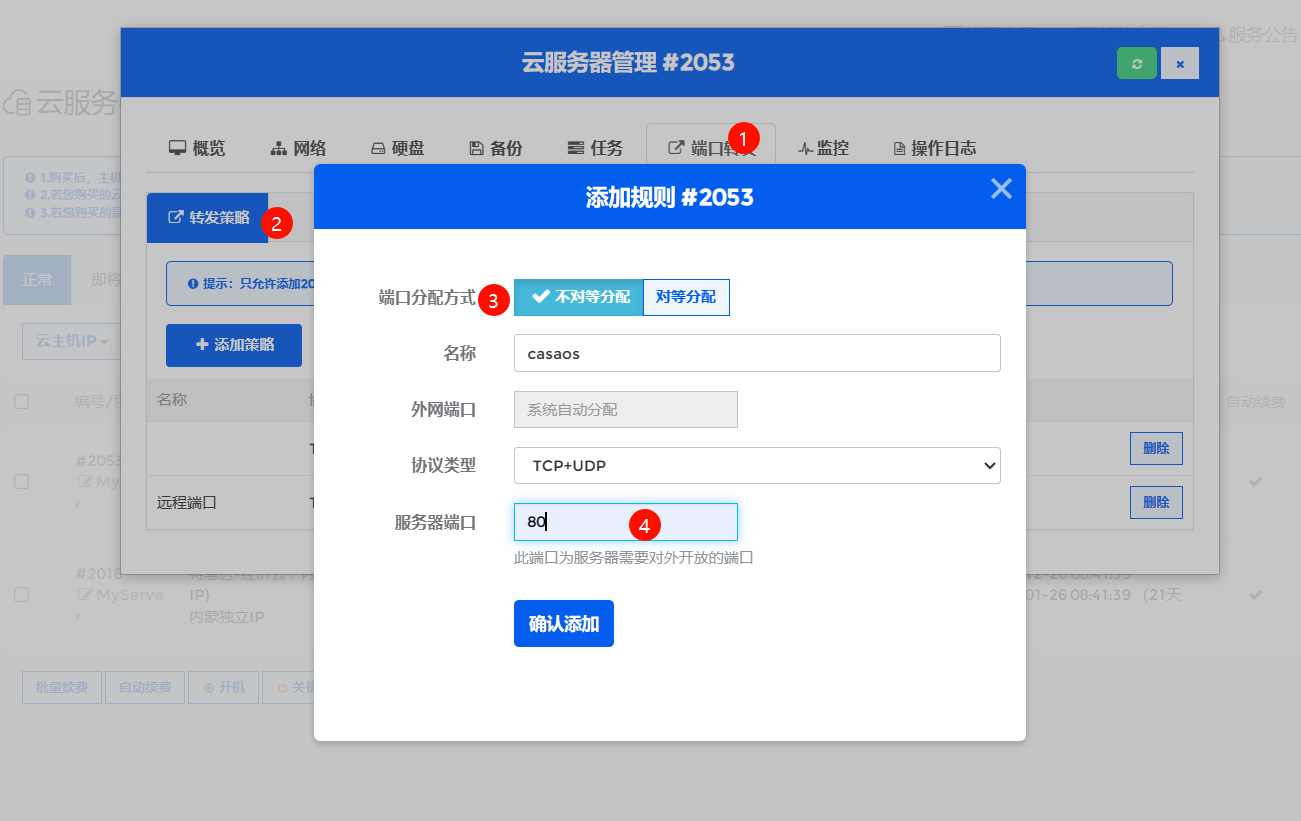 服务公告
云服务器管理 #2053
云服务
概览
网络
硬盘
备份
任务
端口转发
1
监控
操作日志
1.购买后，主机
2.若您购买的云
3.若您购买的是
转发策略
2
添加规则 #2053
正常
即将
提示：只允许添加20
端口分配方式
3
不对等分配
对等分配
云主机IP
添加策略
名称
casaos
名称
编号/
外网端口
系统自动分配
自动续费
#2053
删除
协议类型
TCP+UDP
My
r
远程端口
删除
服务器端口
80
4
此端口为服务器需要对外开放的端口
#2016
MyServe
r
IP)
内蒙独立IP
12-26 08:41:39
01-26 08:41:39 （21天
确认添加
批量续费
自动续费
开机
关机